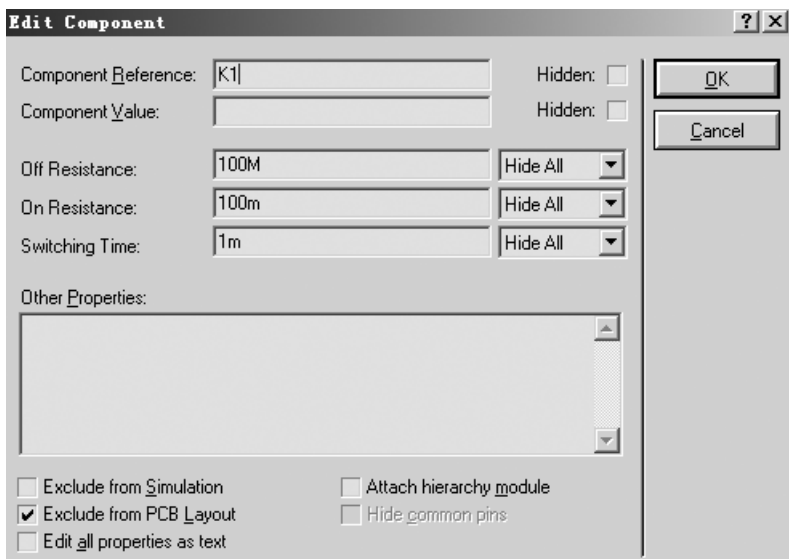 Edit Component
Component Reference: K1 Hidden: OK
Component Value: Hidden: Cancel
Off Resistance: 100M Hide All
On Resistance: 100m Hide All
Switching Time: 1m Hide All
Other Properties:
Exclude from Simulation Attach hierarchy module
Exclude from PCB Layout Hide common pins
Edit all properties as text